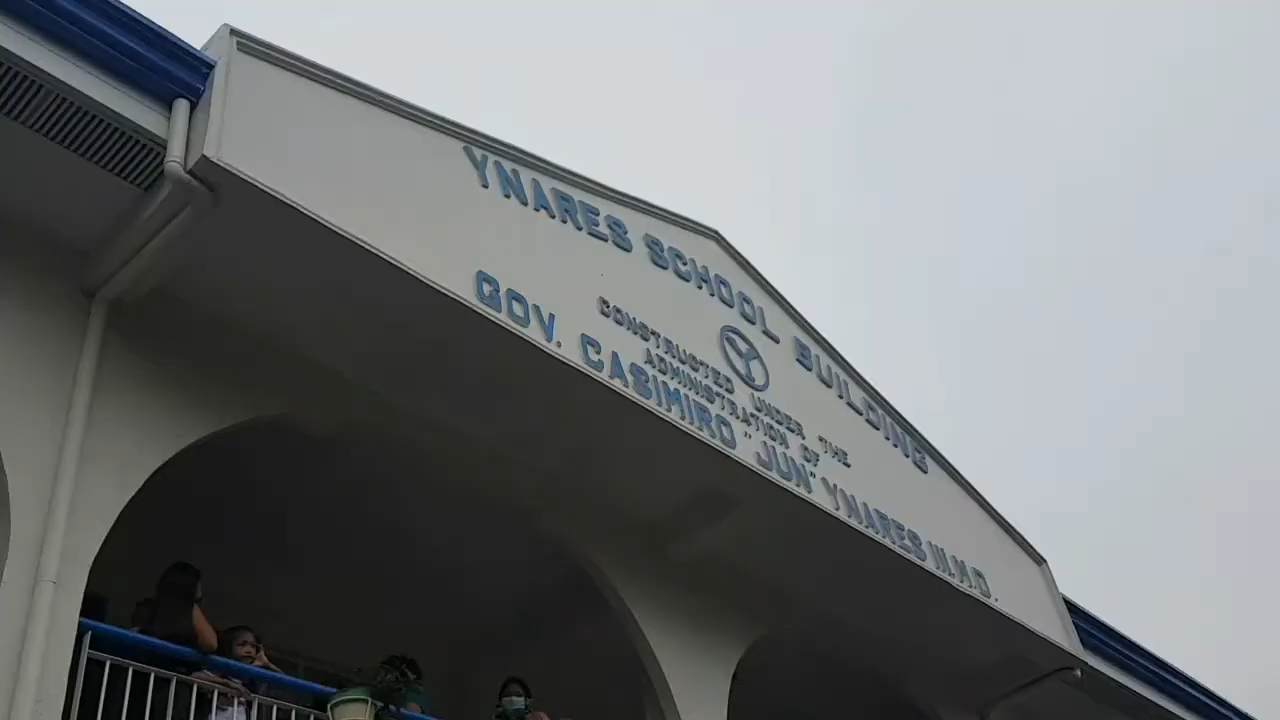 YNARES SCHOOL BUILDING
Y
CONSTRUCTED UNDER THE
ADMINISTRATION OF
GOV. CASIMIRO "JUN" YNARES III.M.D.